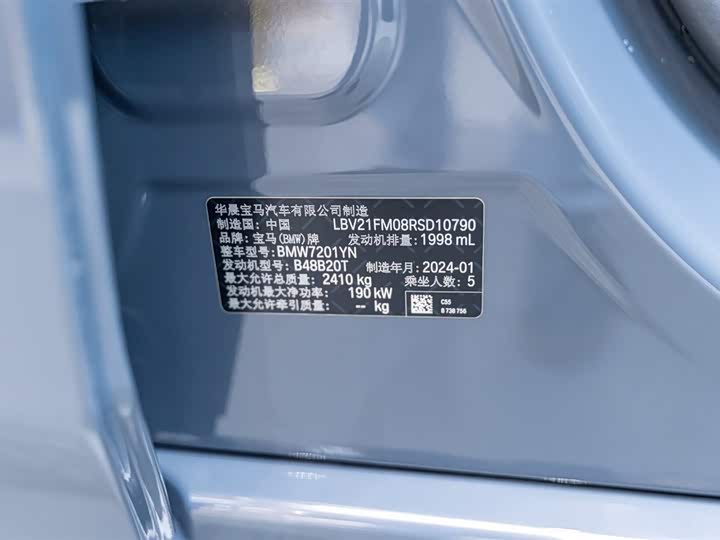 华晨宝马汽车有限公司制造
制造国: 中国 LBV21FM08RSD10790
品牌: 宝马(BMW)牌 发动机排量: 1998 mL
整车型号: BMW7201YN
发动机型号: B48B20T 制造年月: 2024-01
最大允许总质量: 2410 kg 乘坐人数: 5
发动机最大净功率: 190 kW
最大允许牵引质量: -- kg
C55
8 738 756